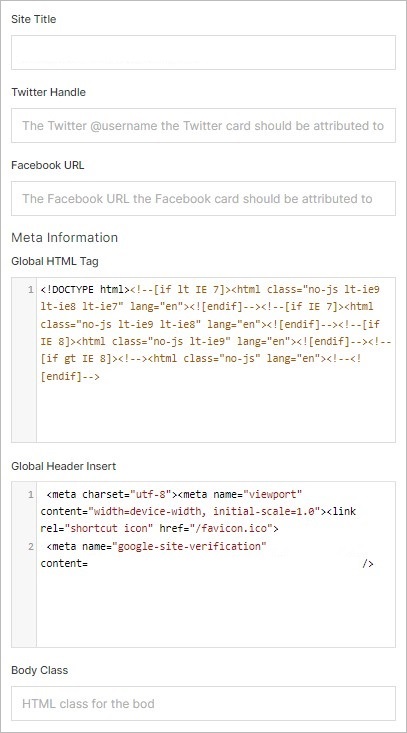 Site Title
Twitter Handle
The Twitter @username the Twitter card should be attributed to
Facebook URL
The Facebook URL the Facebook card should be attributed to
Meta Information
Global HTML Tag
1 <!DOCTYPE html><!--[if lt IE 7]><html class="no-js lt-ie9
lt-ie8 lt-ie7" lang="en"><![endif]--><!--[if IE 7]><html
class="no-js lt-ie9 lt-ie8" lang="en"><![endif]--><!--[if
IE 8]><html class="no-js lt-ie9" lang="en"><![endif]--><!--
[if gt IE 8]><!--><html class="no-js" lang="en"><!--<!
[endif]-->
Global Header Insert
1 <meta charset="utf-8"><meta name="viewport"
content="width=device-width, initial-scale=1.0"><link
rel="shortcut icon" href="/favicon.ico">
2 <meta name="google-site-verification"
content= />
Body Class
HTML class for the bod